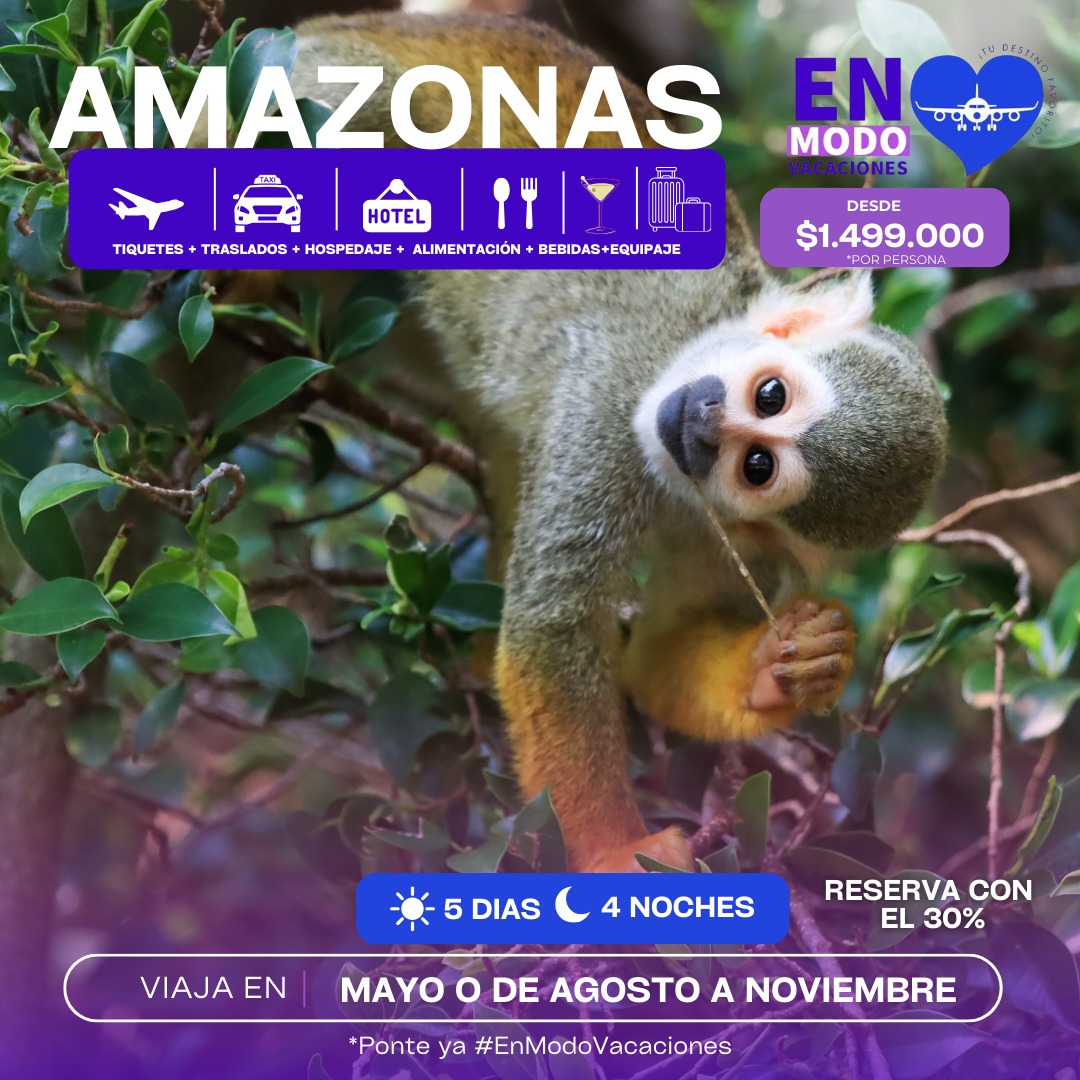 AMAZONAS
EN
MODO
VACACIONES
¡TU DESTINO FAVORITO!
TAXI
HOTEL
TIQUETES + TRASLADOS + HOSPEDAJE + ALIMENTACIÓN + BEBIDAS+EQUIPAJE
DESDE
$1.499.000
*POR PERSONA
5 DIAS 4 NOCHES
RESERVA CON
EL 30%
VIAJA EN | MAYO O DE AGOSTO A NOVIEMBRE
*Ponte ya #EnModoVacaciones